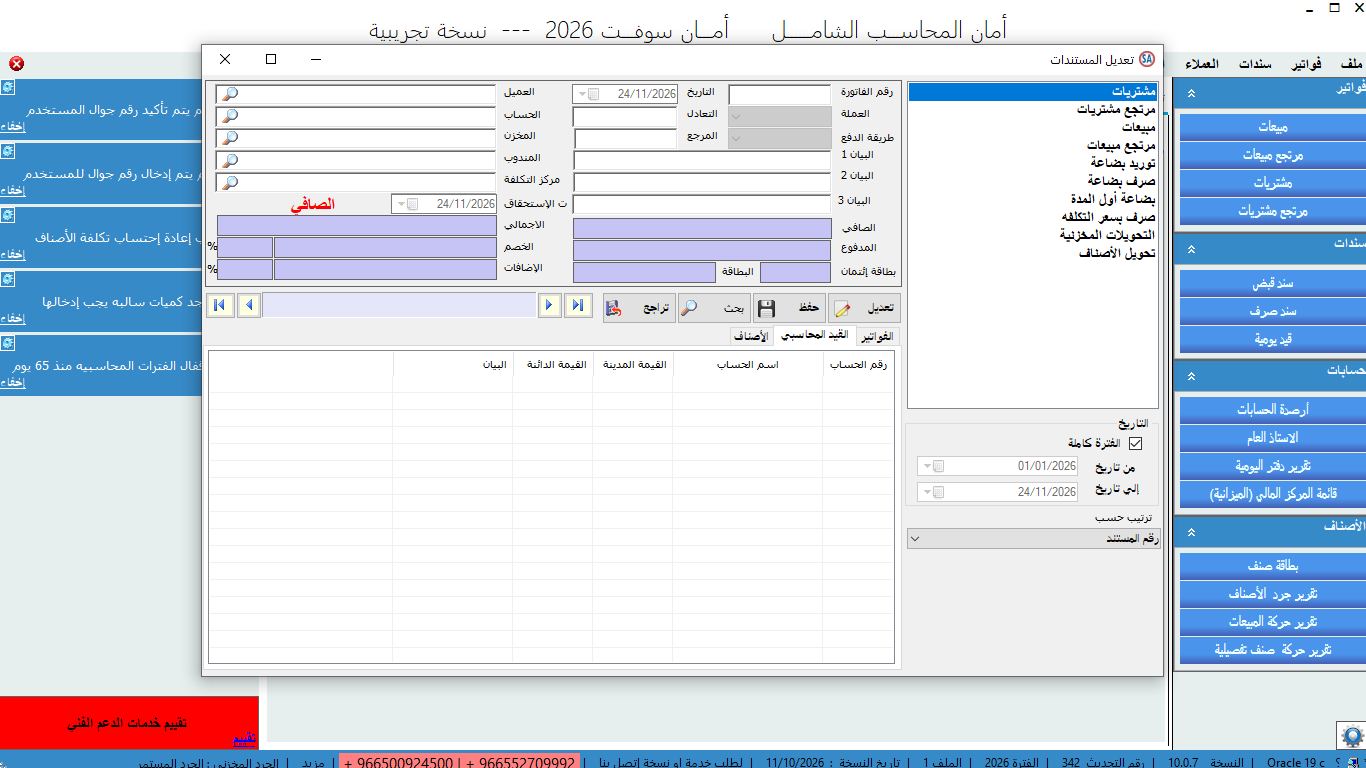 أمان المحاسب الشامل أمان سوفت 2026 --- نسخة تجريبية
ملف فواتير سندات العملاء
تعديل المستندات
م يتم تأكيد رقم جوال المستخدم
إخفاء
م يتم إدخال رقم جوال للمستخدم
إخفاء
ب إعادة إحتساب تكلفة الأصناف
إخفاء
جد كميات سالبه يجب إدخالها
إخفاء
فال الفترات المحاسبيه منذ 65 يوم
إخفاء
تقييم خدمات الدعم الفني
تقييم
مشتريات
مرتجع مشتريات
مبيعات
مرتجع مبيعات
توريد بضاعة
صرف بضاعة
بضاعة أول المدة
صرف بسعر التكلفه
التحويلات المخزنية
تحويل الأصناف
التاريخ
الفترة كاملة
من تاريخ 01/01/2026
إلي تاريخ 24/11/2026
ترتيب حسب
رقم المستند
رقم الفاتورة التاريخ 24/11/2026 العميل
العملة التعادل الحساب
طريقة الدفع المرجع المخزن
البيان 1 المندوب
البيان 2 مركز التكلفة
البيان 3 ت الإستحقاق 24/11/2026 الصافي
الصافي الاجمالي
المدفوع الخصم %
بطاقة إئتمان البطاقة الإضافات %
تعديل حفظ بحث تراجع
الفواتير القيد المحاسبي الأصناف
رقم الحساب اسم الحساب القيمة المدينة القيمة الدائنة البيان
فواتير
مبيعات
مرتجع مبيعات
مشتريات
مرتجع مشتريات
سندات
سند قبض
سند صرف
قيد يومية
حسابات
أرصدة الحسابات
الاستاذ العام
تقرير دفتر اليومية
قائمة المركز المالي (الميزانية)
الأصناف
بطاقة صنف
تقرير جرد الأصناف
تقرير حركة المبيعات
تقرير حركة صنف تفصيلية
؟ Oracle 19 c | النسخة 10.0.7 | رقم التحديث 342 | الفترة 2026 | الملف 1 | تاريخ النسخة : 11/10/2026 | لطلب خدمة او نسخة إتصل بنا | + 966500924500 | + 966552709992 | مزيد | الجرد المخزني : الجرد المستمر